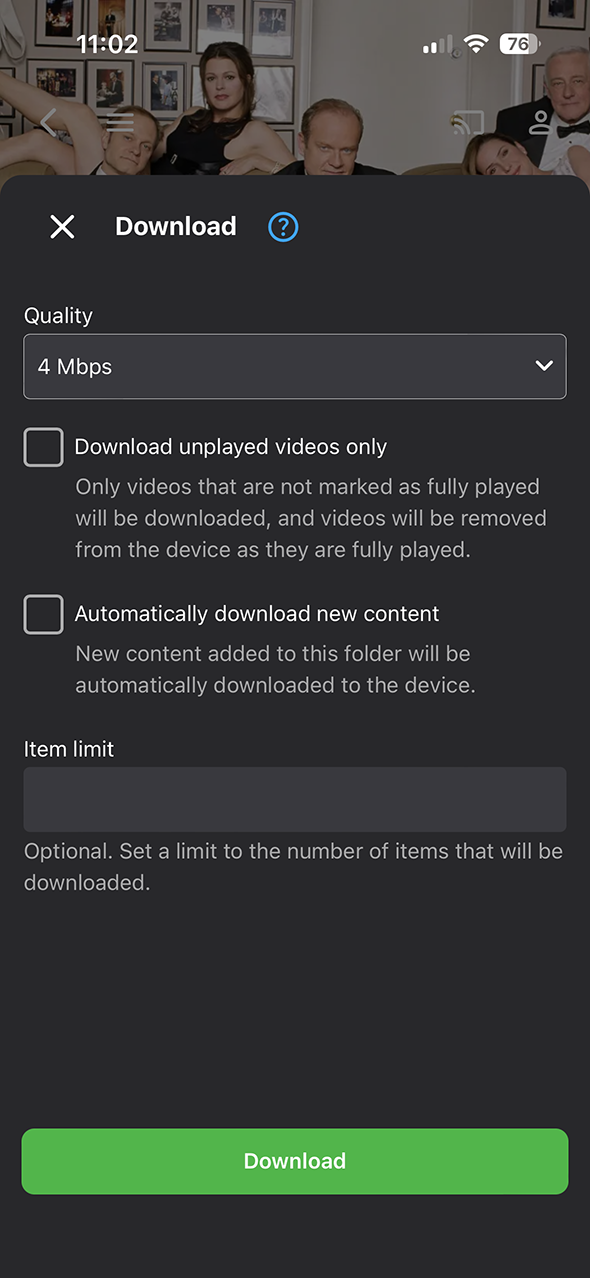 11:02
76
Download
?
Quality
4 Mbps
Download unplayed videos only
Only videos that are not marked as fully played
will be downloaded, and videos will be removed
from the device as they are fully played.
Automatically download new content
New content added to this folder will be
automatically downloaded to the device.
Item limit
Optional. Set a limit to the number of items that will be
downloaded.
Download